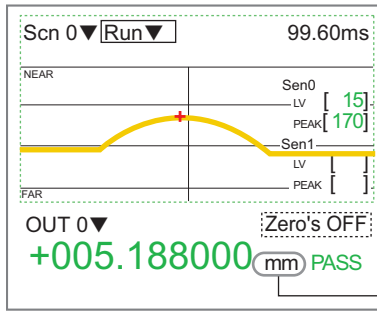 Scn 0▼ Run▼ 99.60ms
NEAR
Sen0
LV [ 15]
PEAK[ 170]
Sen1
LV [ ]
PEAK [ ]
FAR
OUT 0▼ Zero's OFF
+005.188000 mm PASS